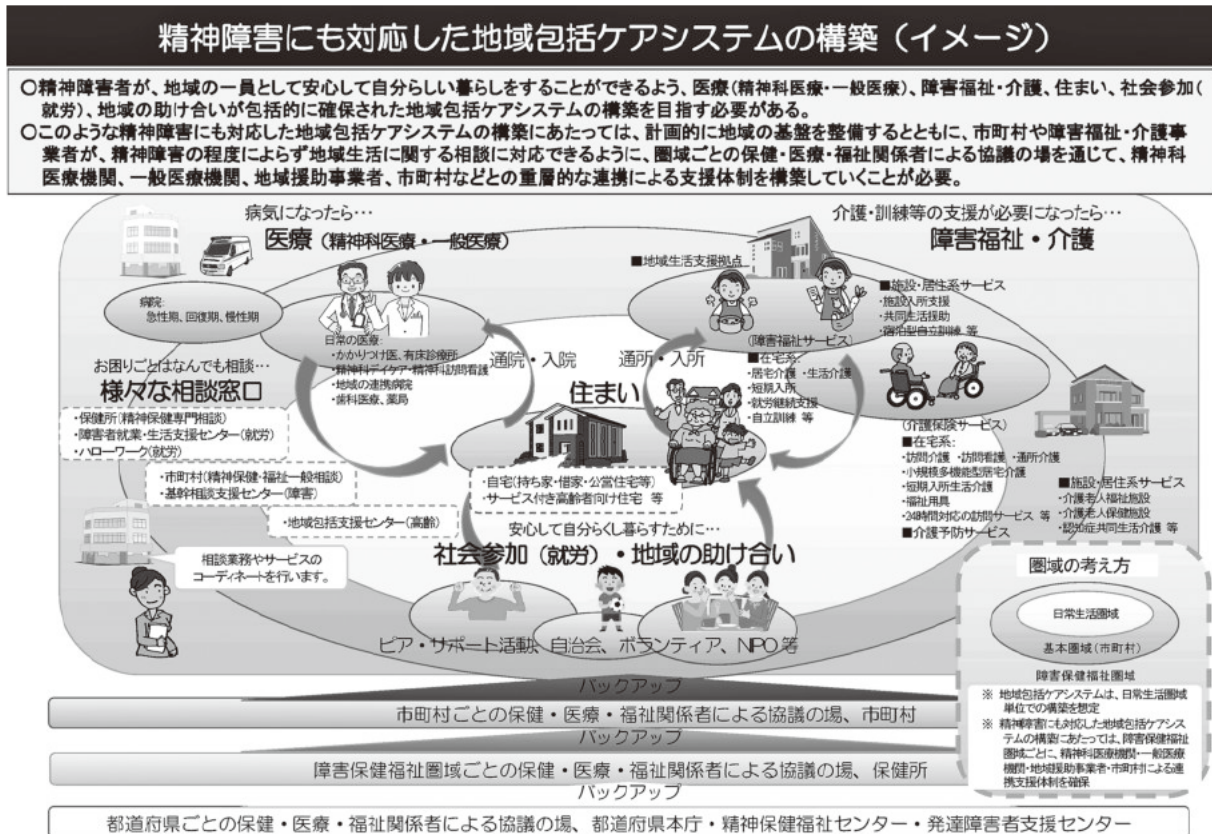 精神障害にも対応した地域包括ケアシステムの構築（イメージ）
○精神障害者が、地域の一員として安心して自分らしい暮らしをすることができるよう、医療(精神科医療・一般医療)、障害福祉・介護、住まい、社会参加(
就労)、地域の助け合いが包括的に確保された地域包括ケアシステムの構築を目指す必要がある。
○このような精神障害にも対応した地域包括ケアシステムの構築にあたっては、計画的に地域の基盤を整備するとともに、市町村や障害福祉・介護事
業者が、精神障害の程度によらず地域生活に関する相談に対応できるように、圏域ごとの保健・医療・福祉関係者による協議の場を通じて、精神科
医療機関、一般医療機関、地域援助事業者、市町村などとの重層的な連携による支援体制を構築していくことが必要。
病気になったら…
医療（精神科医療・一般医療）
病院:
急性期、回復期、慢性期
日常の医療:
・かかりつけ医、有床診療所
・精神科デイケア・精神科訪問看護
・地域の連携病院
・歯科医療、薬局
通院・入院
介護・訓練等の支援が必要になったら…
障害福祉・介護
■地域生活支援拠点
■施設・居住系サービス
・施設入所支援
・共同生活援助
・宿泊型自立訓練 等
通所・入所
(障害福祉サービス)
■在宅系:
・居宅介護 ・生活介護
・短期入所
・就労継続支援
・自立訓練 等
(介護保険サービス)
■在宅系:
・訪問介護 ・訪問看護 ・通所介護
・小規模多機能型居宅介護
・短期入所生活介護
・福祉用具
・24時間対応の訪問サービス 等
■介護予防サービス
■施設・居住系サービス
・介護老人福祉施設
・介護老人保健施設
・認知症共同生活介護 等
お困りごとはなんでも相談…
様々な相談窓口
・保健所(精神保健専門相談)
・障害者就業・生活支援センター(就労)
・ハローワーク(就労)
・市町村(精神保健・福祉一般相談)
・基幹相談支援センター(障害)
・地域包括支援センター(高齢)
相談業務やサービスの
コーディネートを行います。
住まい
・自宅(持ち家・借家・公営住宅等)
・サービス付き高齢者向け住宅 等
安心して自分らしく暮らすために…
社会参加（就労）・地域の助け合い
ピア・サポート活動、自治会、ボランティア、NPO 等
圏域の考え方
日常生活圏域
基本圏域(市町村)
障害保健福祉圏域
※ 地域包括ケアシステムは、日常生活圏域
単位での構築を想定
※ 精神障害にも対応した地域包括ケアシス
テムの構築にあたっては、障害保健福祉
圏域ごとに、精神科医療機関・一般医療
機関・地域援助事業者・市町村による連
携支援体制を確保
バックアップ
市町村ごとの保健・医療・福祉関係者による協議の場、市町村
バックアップ
障害保健福祉圏域ごとの保健・医療・福祉関係者による協議の場、保健所
バックアップ
都道府県ごとの保健・医療・福祉関係者による協議の場、都道府県本庁・精神保健福祉センター・発達障害者支援センター